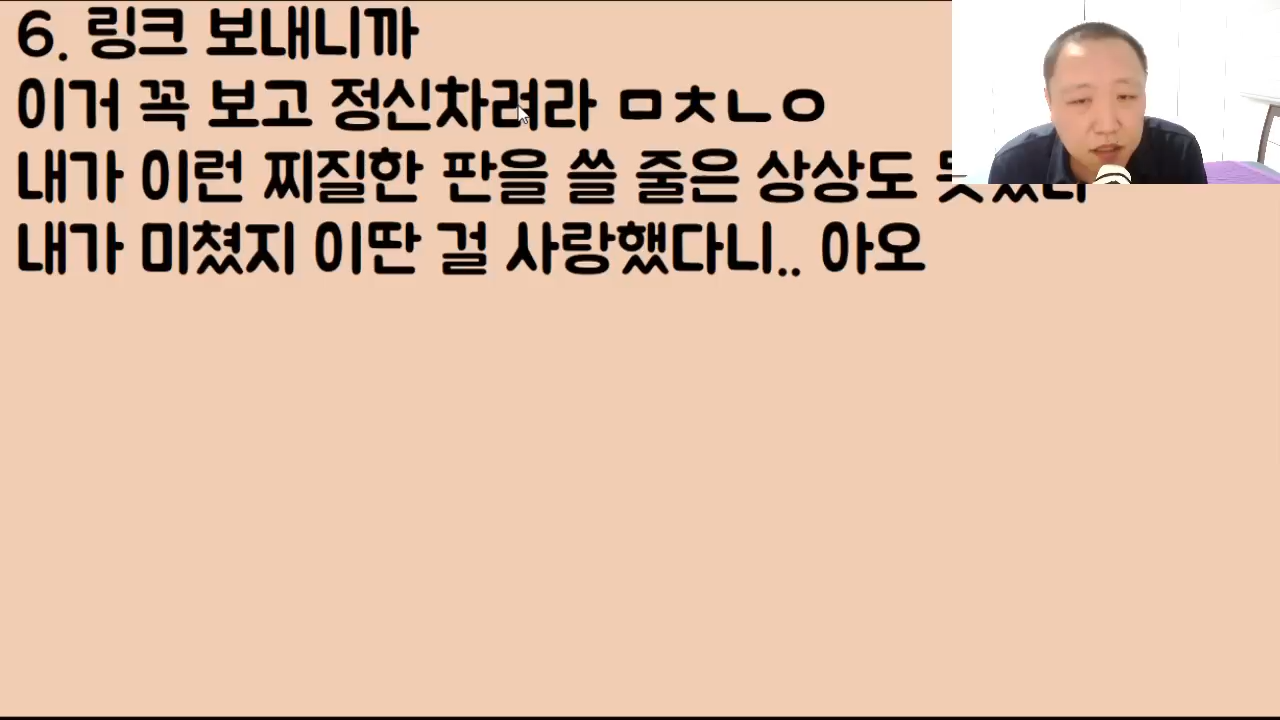 6. 링크 보내니까
이거 꼭 보고 정신차려라 ㅁㅊㄴㅇ
내가 이런 찌질한 판을 쓸 줄은 상상도
내가 미쳤지 이딴 걸 사랑했다니.. 아오